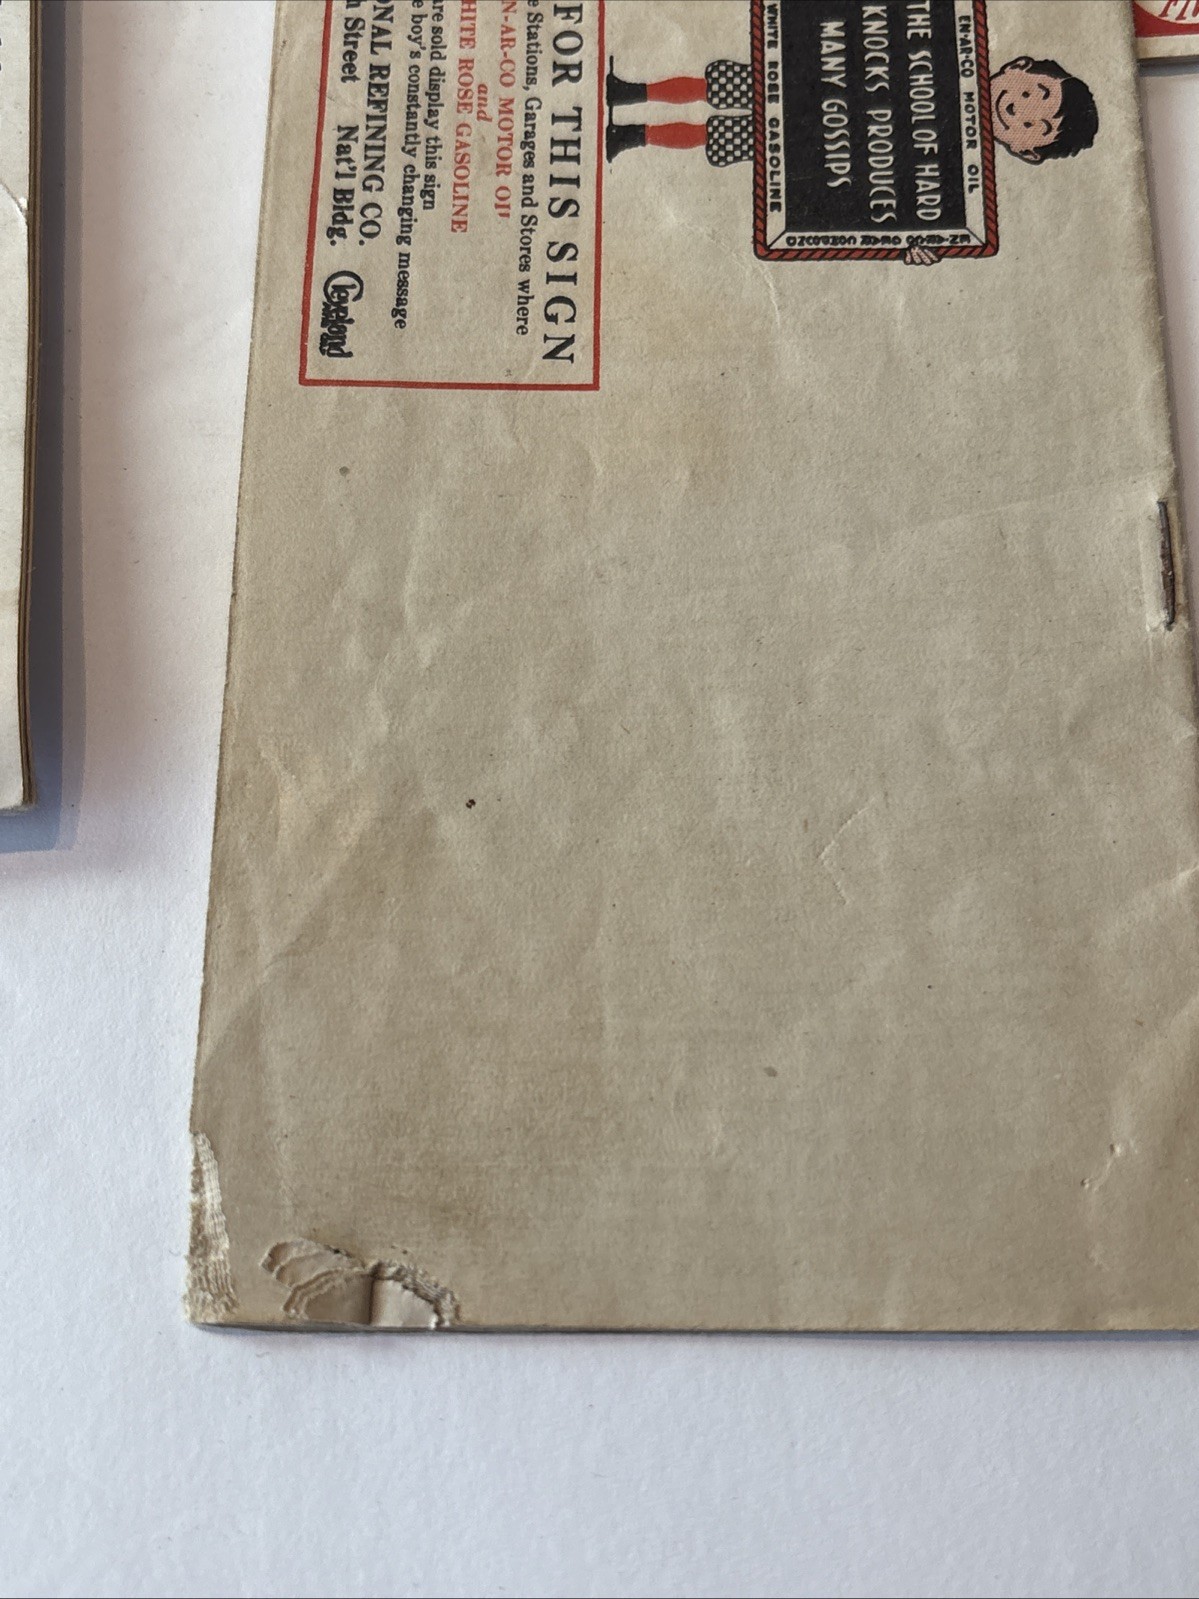 EN-AR-CO MOTOR OIL
THE SCHOOL OF HARD
KNOCKS PRODUCES
MANY GOSSIPS
WHITE ROSE GASOLINE
FOR THIS SIGN
e Stations, Garages and Stores where
N-AR-CO MOTOR OIL
and
HITE ROSE GASOLINE
are sold display this sign
e boy's constantly changing message
ONAL REFINING CO.
h Street Nat'l Bldg. Cleveland